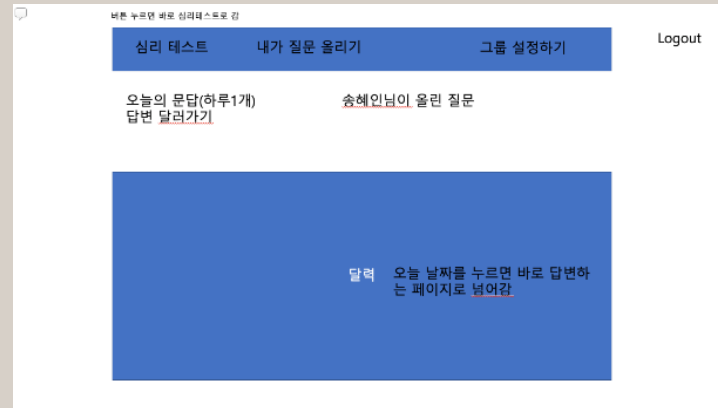 버튼 누르면 바로 심리테스트로 감
심리 테스트
내가 질문 올리기
그룹 설정하기
Logout
오늘의 문답(하루1개)
답변 달러가기
송혜인님이 올린 질문
달력
오늘 날짜를 누르면 바로 답변하
는 페이지로 넘어감